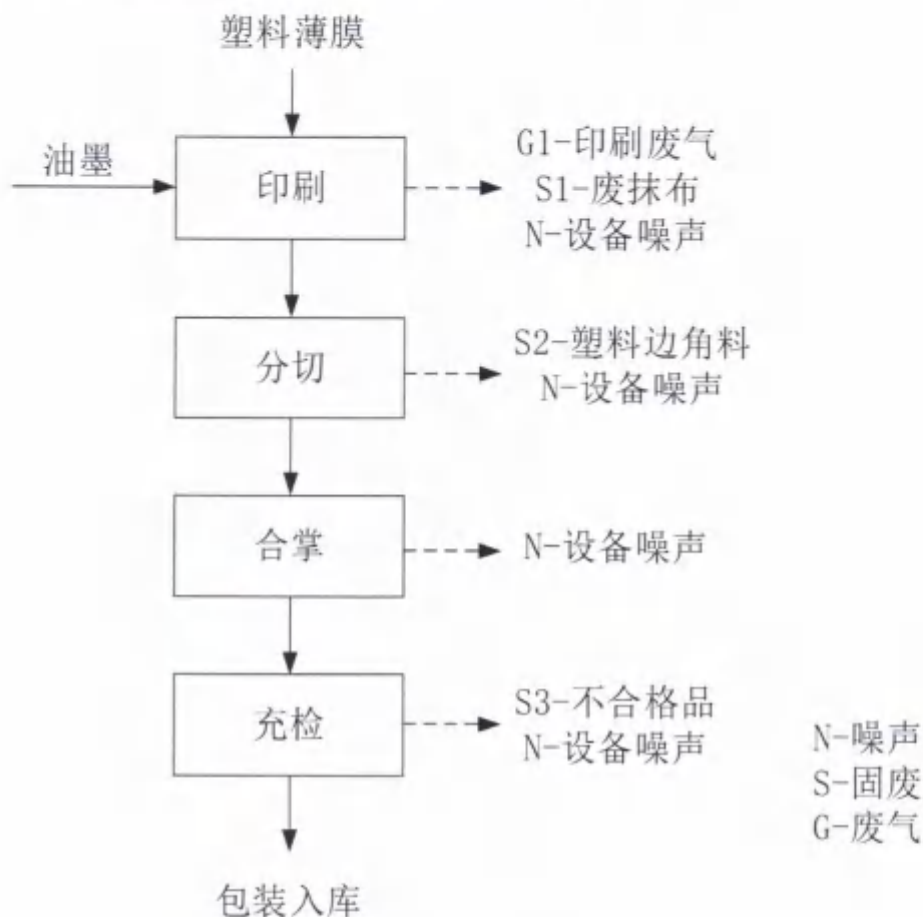 塑料薄膜
油墨
印刷
G1-印刷废气
S1-废抹布
N-设备噪声
分切
S2-塑料边角料
N-设备噪声
合掌
N-设备噪声
充检
S3-不合格品
N-设备噪声
N-噪声
S-固废
G-废气
包装入库